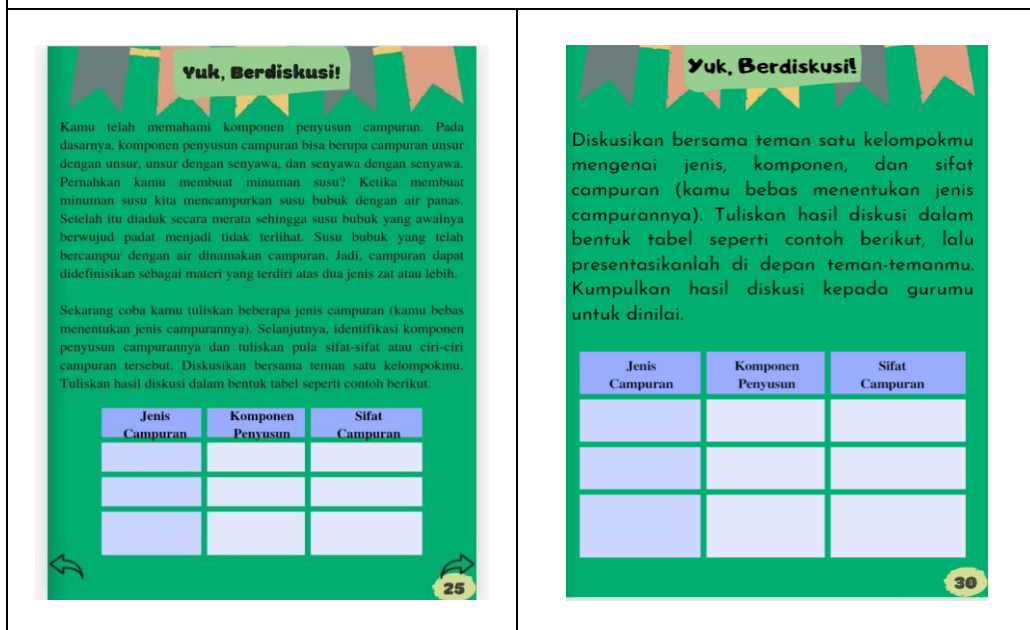 Yuk, Berdiskusi!
Kamu telah memahami komponen penyusun campuran. Pada
dasarnya, komponen penyusun campuran bisa berupa campuran unsur
dengan unsur, unsur dengan senyawa, dan senyawa dengan senyawa.
Pernahkan kamu membuat minuman susu? Ketika membuat
minuman susu kita mencampurkan susu bubuk dengan air panas.
Setelah itu diaduk secara merata sehingga susu bubuk yang awalnya
berwujud padat menjadi tidak terlihat. Susu bubuk yang telah
bercampur dengan air dinamakan campuran. Jadi, campuran dapat
didefinisikan sebagai materi yang terdiri atas dua jenis zat atau lebih.
Sekarang coba kamu tuliskan beberapa jenis campuran (kamu bebas
menentukan jenis campurannya). Selanjutnya, identifikasi komponen
penyusun campurannya dan tuliskan pula sifat-sifat atau ciri-ciri
campuran tersebut. Diskusikan bersama teman satu kelompokmu.
Tuliskan hasil diskusi dalam bentuk tabel seperti contoh berikut.
Jenis Komponen Sifat
Campuran Penyusun Campuran
25
Yuk, Berdiskusi!
Diskusikan bersama teman satu kelompokmu
mengenai jenis, komponen, dan sifat
campuran (kamu bebas menentukan jenis
campurannya). Tuliskan hasil diskusi dalam
bentuk tabel seperti contoh berikut, lalu
presentasikanlah di depan teman-temanmu.
Kumpulkan hasil diskusi kepada gurumu
untuk dinilai.
Jenis Komponen Sifat
Campuran Penyusun Campuran
30